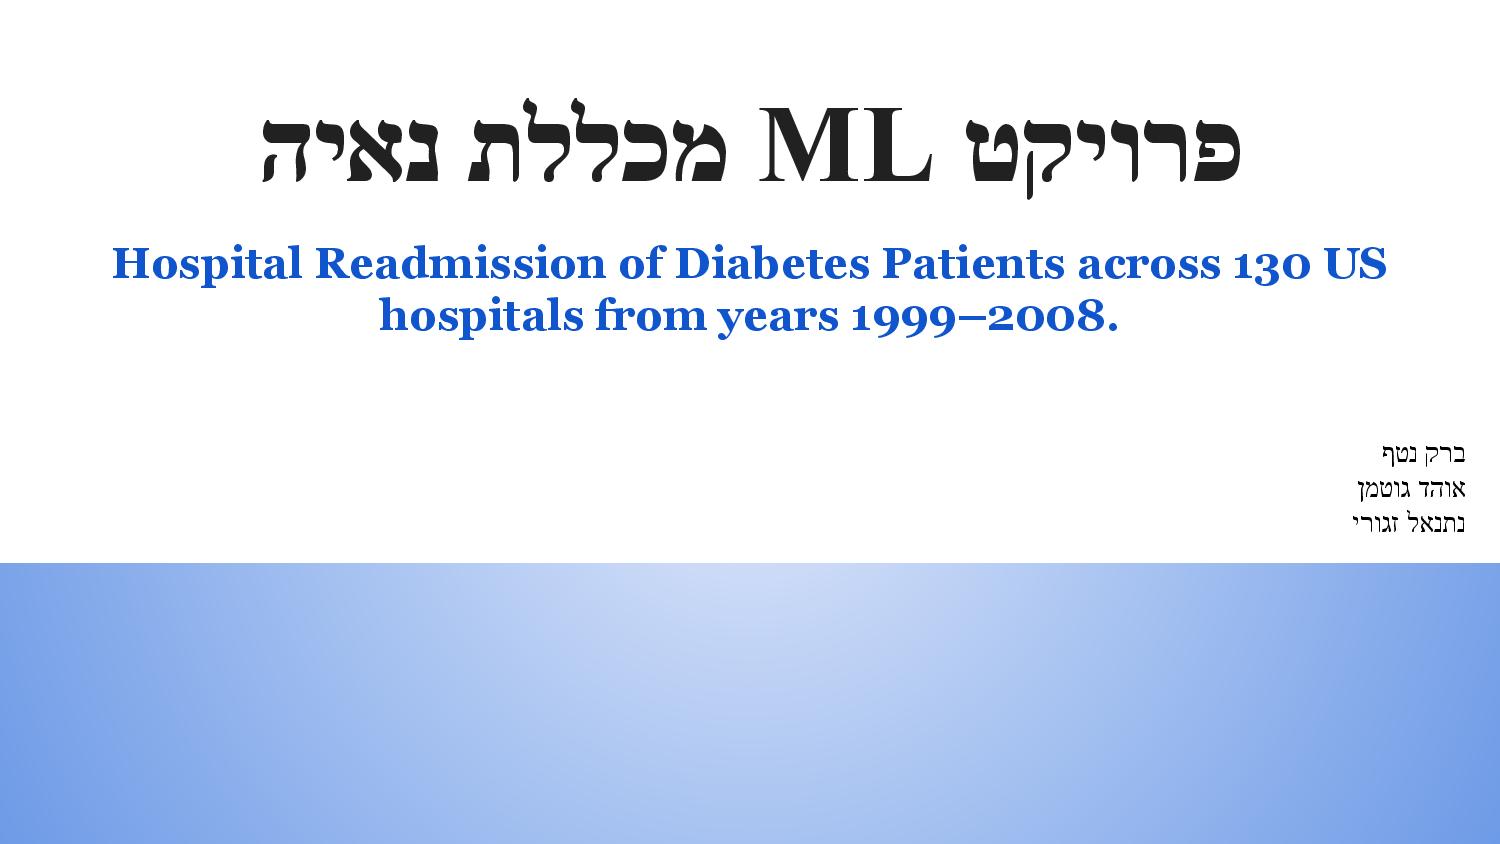 פרויקט ML מכללת נאיה
Hospital Readmission of Diabetes Patients across 130 US
hospitals from years 1999–2008.
ברק נטף
אוהד גוטמן
נתנאל זגורי